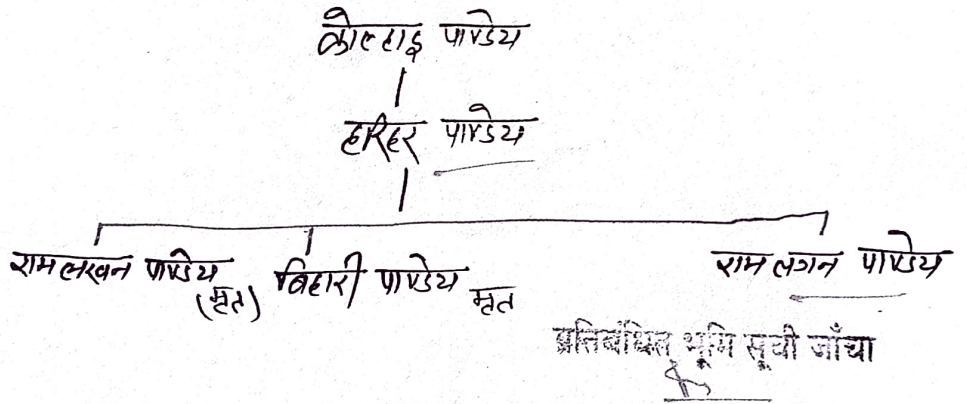 कोल्हाइ पाण्डेय
हरिहर पाण्डेय
रामलखन पाण्डेय (मृत) बिहारी पाण्डेय मृत रामलगन पाण्डेय
प्रतिबंधित भूमि सूची जाँचा